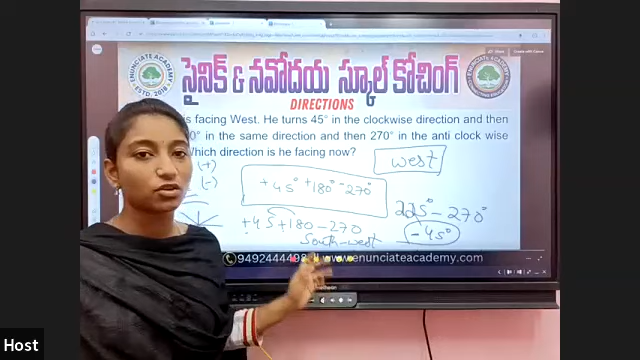 ENUNCIATE ACADEMY
ESTD. 2018
సైనిక్ & నవోదయ స్కూల్ కోచింగ్
DIRECTIONS
is facing West. He turns 45° in the clockwise direction and then
0° in the same direction and then 270° in the anti clock wise
Which direction is he facing now?
west
(+)
(-)
+45° +180° -270°
+45+180-270
South-west
225° - 270°
-45°
9492444498 www.enunciateacademy.com
Host